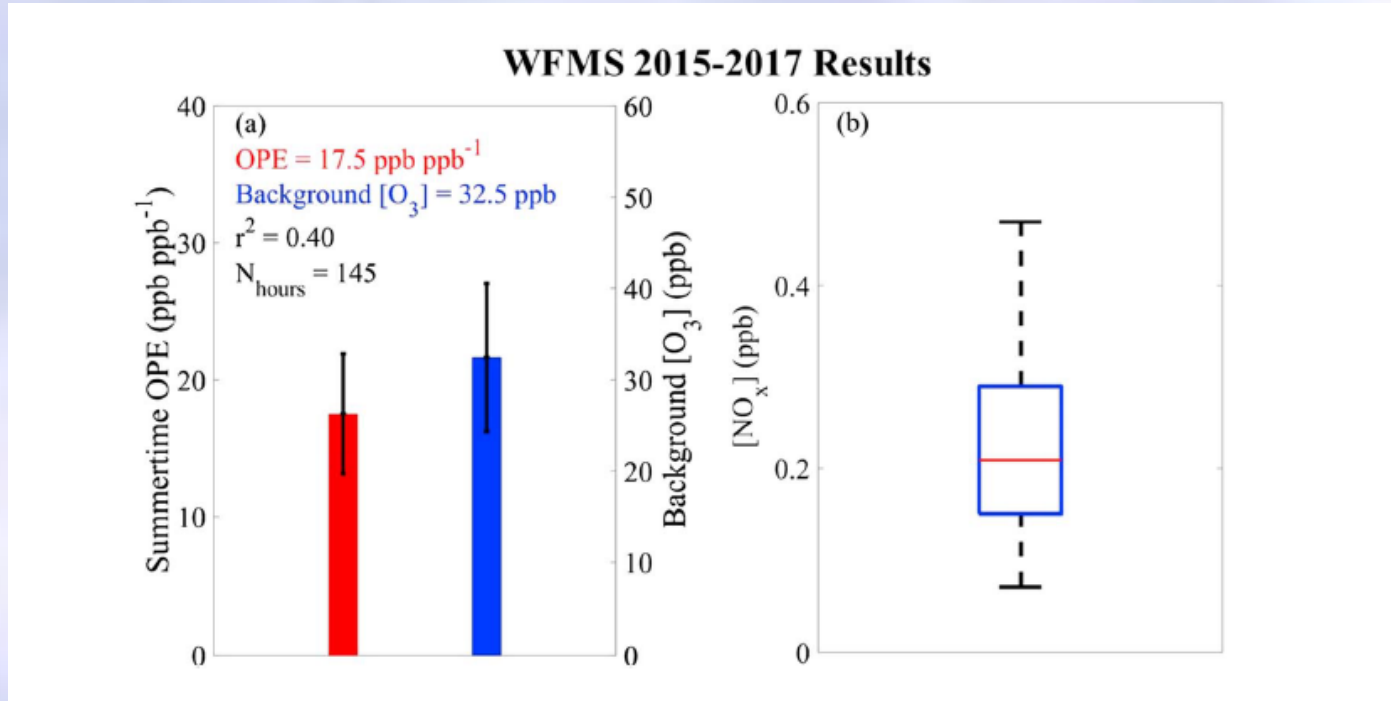 WFMS 2015-2017 Results
(a)
OPE = 17.5 ppb ppb⁻¹
Background [O₃] = 32.5 ppb
r² = 0.40
N_hours = 145
Summertime OPE (ppb ppb⁻¹)
40
30
20
10
0
60
50
40
30
20
10
0
Background [O₃] (ppb)
(b)
[NOₓ] (ppb)
0.6
0.4
0.2
0